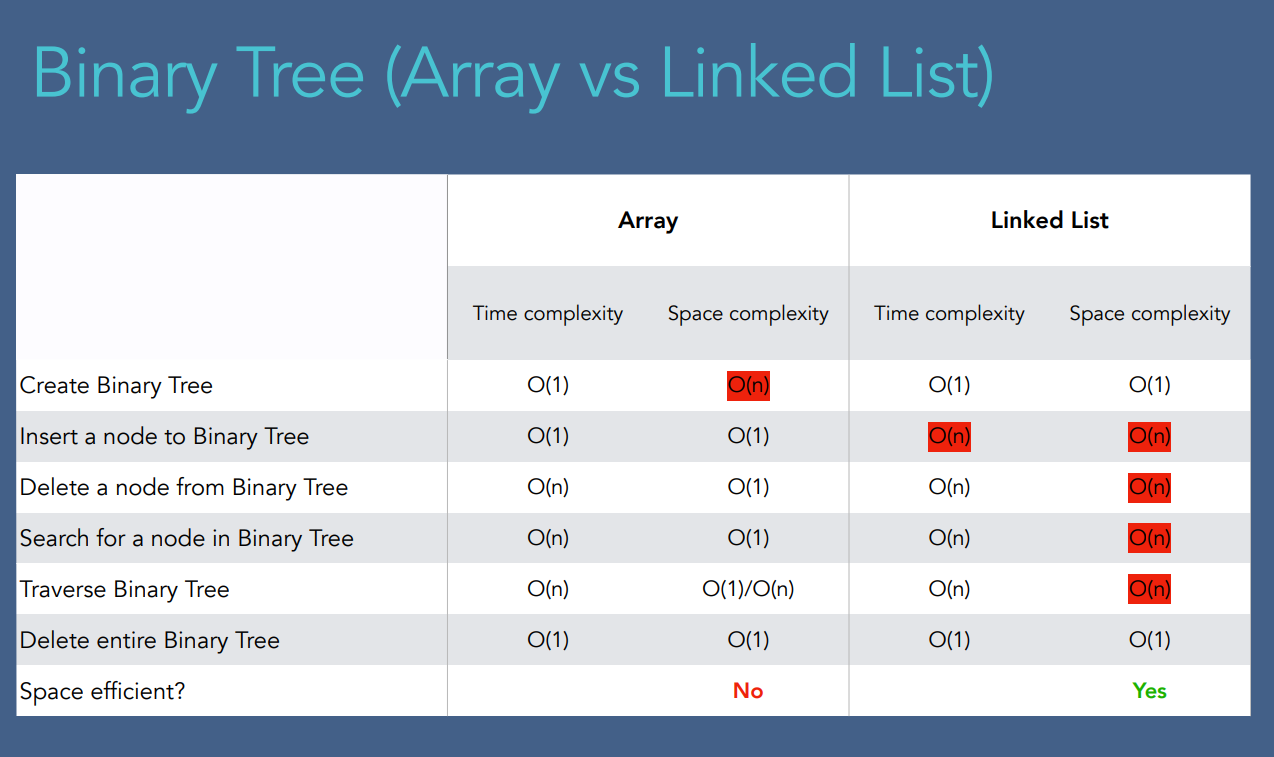 Binary Tree (Array vs Linked List)
Array Linked List
Time complexity Space complexity Time complexity Space complexity
Create Binary Tree O(1) O(n) O(1) O(1)
Insert a node to Binary Tree O(1) O(1) O(n) O(n)
Delete a node from Binary Tree O(n) O(1) O(n) O(n)
Search for a node in Binary Tree O(n) O(1) O(n) O(n)
Traverse Binary Tree O(n) O(1)/O(n) O(n) O(n)
Delete entire Binary Tree O(1) O(1) O(1) O(1)
Space efficient? No Yes